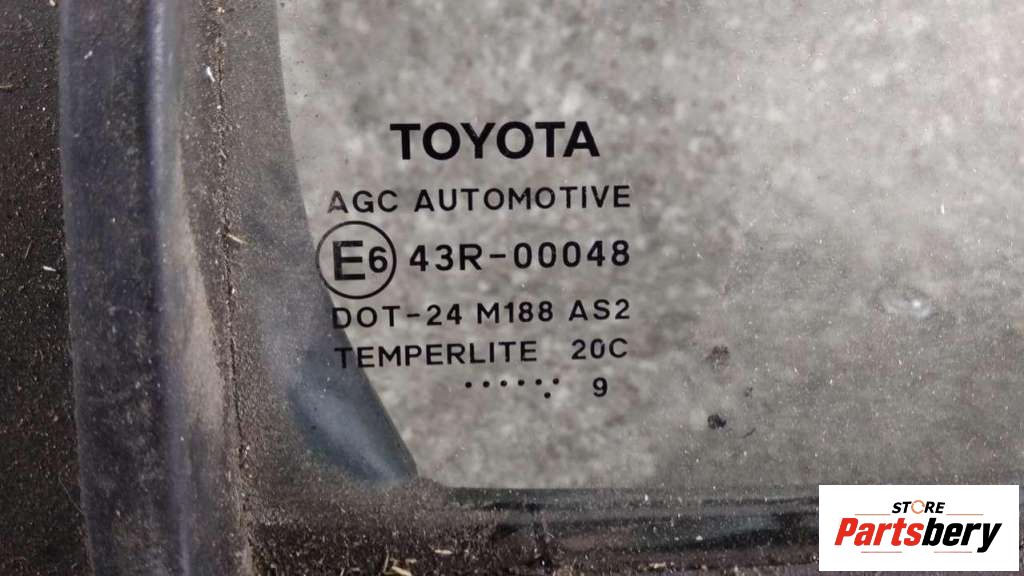 TOYOTA
AGC AUTOMOTIVE
E6 43R-00048
DOT-24 M188 AS2
TEMPERLITE 20C
...... . 9
STORE
Partsbery